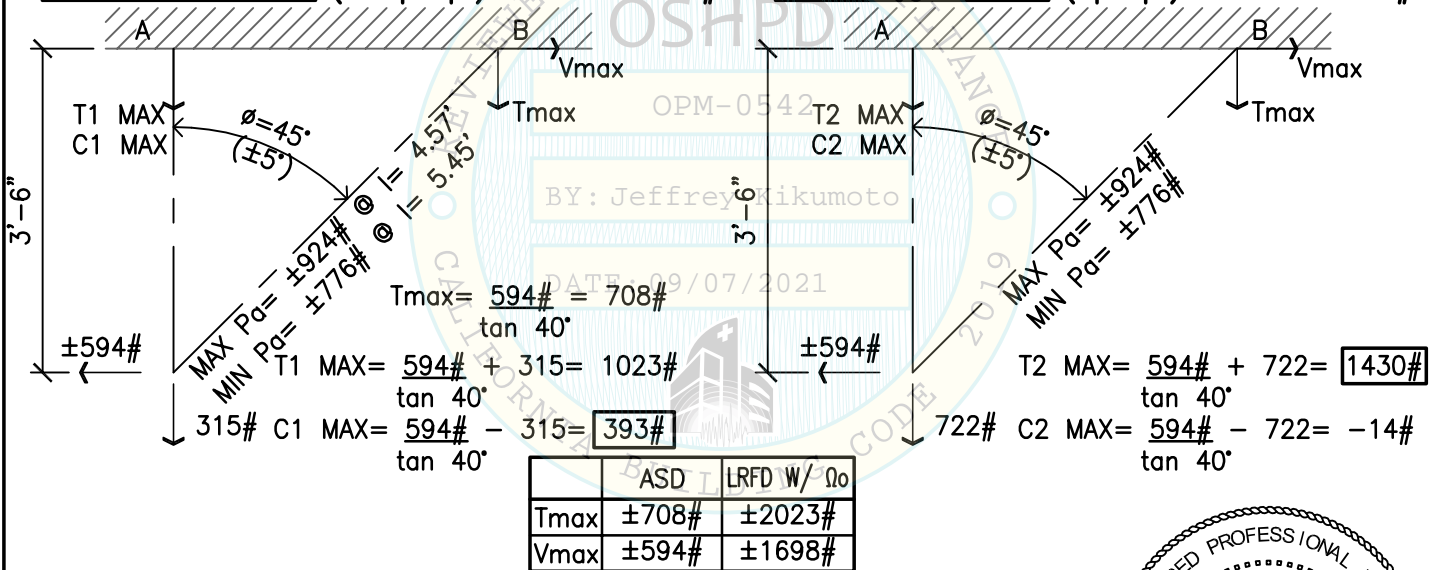 A
B
Vmax
Tmax
T1 MAX
C1 MAX
ø=45°
(±5°)
3'-6"
MAX Pa= ±924# @ l= 4.57'
MIN Pa= ±776# @ l= 5.45'
±594#
315#
Tmax= 594# = 708#
tan 40°
T1 MAX= 594# + 315= 1023#
tan 40°
C1 MAX= 594# - 315= 393#
tan 40°
A
B
Vmax
Tmax
T2 MAX
C2 MAX
ø=45°
(±5°)
3'-6"
MAX Pa= ±924#
MIN Pa= ±776#
±594#
722#
T2 MAX= 594# + 722= 1430#
tan 40°
C2 MAX= 594# - 722= -14#
tan 40°
ASD LRFD W/ Ωo
Tmax ±708# ±2023#
Vmax ±594# ±1698#
OSHPD
OPM-0542
BY: Jeffrey Kikumoto
DATE: 09/07/2021
CALIFORNIA BUILDING CODE 2019
PROFESSIONAL